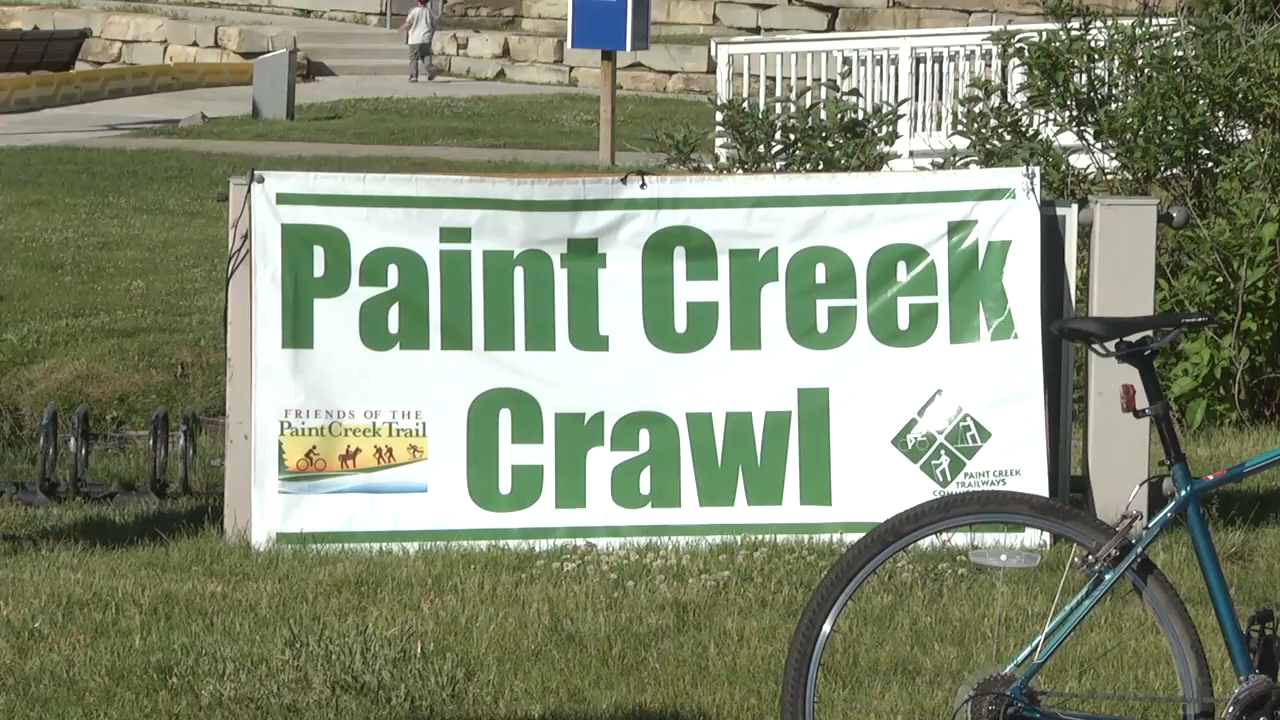 Paint Creek
Crawl
FRIENDS OF THE
Paint Creek Trail
PAINT CREEK
TRAILWAYS